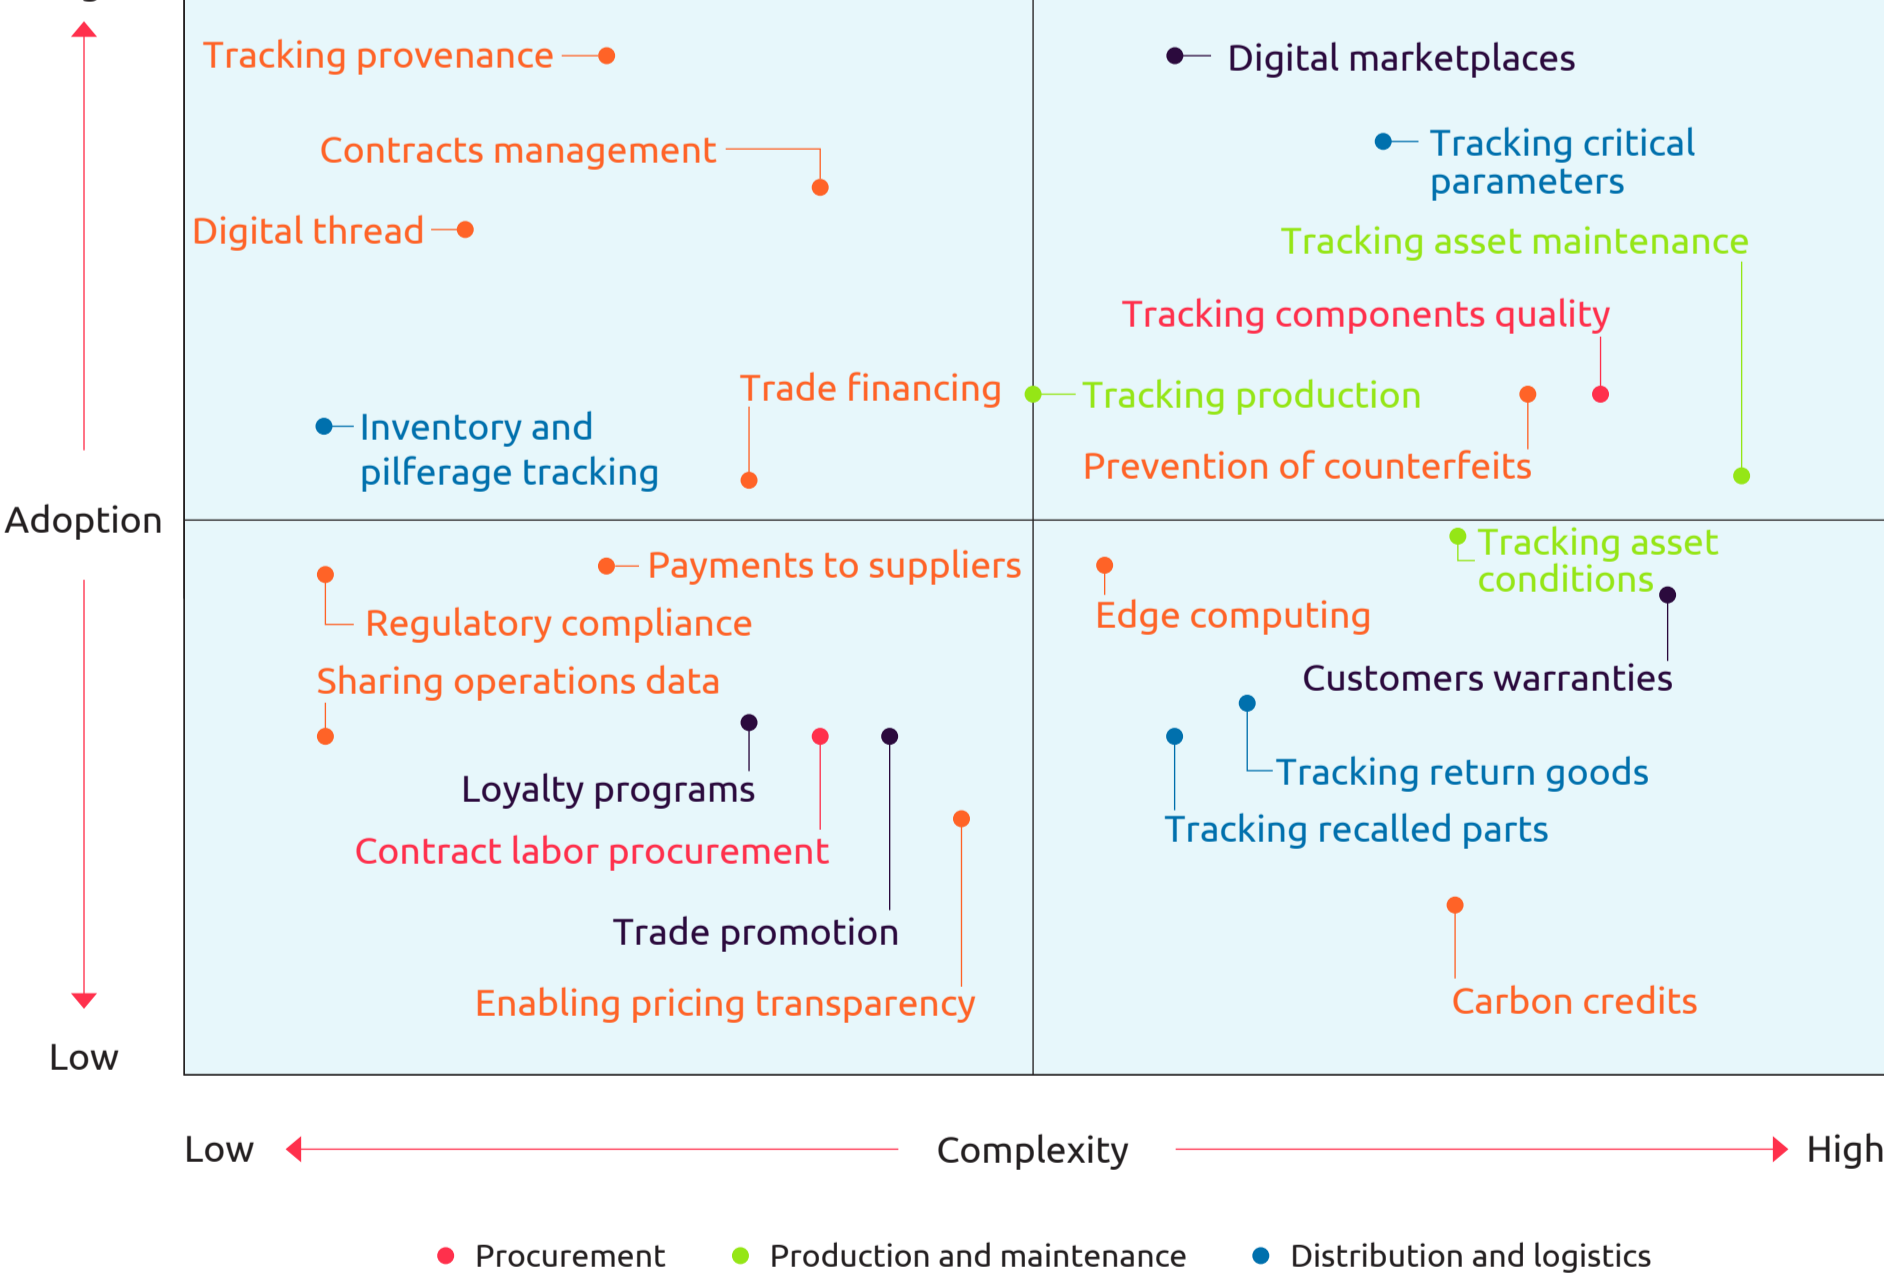 Tracking provenance
Digital marketplaces
Contracts management
Tracking critical
parameters
Digital thread
Tracking asset maintenance
Tracking components quality
Trade financing
Tracking production
Inventory and
pilferage tracking
Prevention of counterfeits
Adoption
Payments to suppliers
Tracking asset
conditions
Regulatory compliance
Edge computing
Sharing operations data
Customers warranties
Loyalty programs
Tracking return goods
Contract labor procurement
Tracking recalled parts
Trade promotion
Enabling pricing transparency
Carbon credits
Low
Low
Complexity
High
Procurement
Production and maintenance
Distribution and logistics